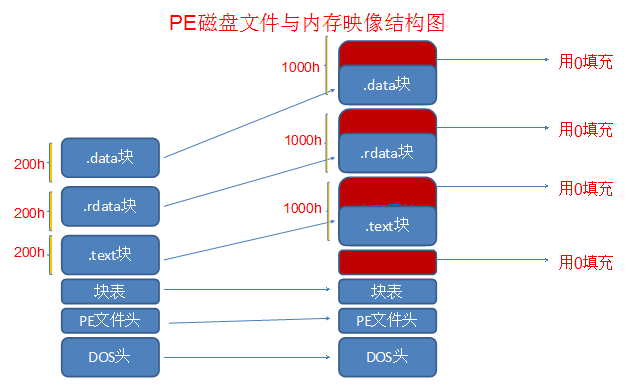 PE磁盘文件与内存映像结构图
1000h
用0填充
.data块
1000h
用0填充
.data块
.rdata块
200h
1000h
用0填充
.rdata块
200h
.text块
用0填充
.text块
200h
块表
块表
PE文件头
PE文件头
DOS头
DOS头